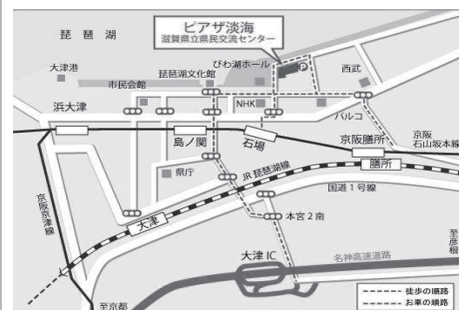 ピアザ淡海
滋賀県立県民交流センター
琵琶湖
びわ湖ホール
P
大津港
琵琶湖文化館
西武
市民会館
浜大津
NHK
パルコ
島ノ関
石場
京阪膳所
京阪
石山坂本線
膳所
県庁
JR琵琶湖線
国道1号線
京阪京津線
大津
本宮2南
至彦根
大津IC
名神高速道路
至京都
徒歩の順路
お車の順路